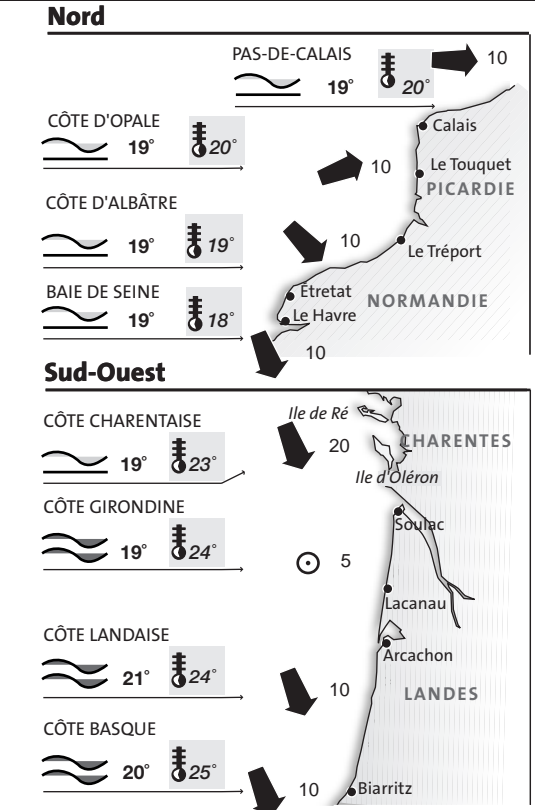 Nord
PAS-DE-CALAIS
19° 20° 10
CÔTE D'OPALE
19° 20°
Calais
10
Le Touquet
PICARDIE
CÔTE D'ALBÂTRE
19° 19°
10
Le Tréport
BAIE DE SEINE
19° 18°
Étretat
NORMANDIE
Le Havre
10
Sud-Ouest
CÔTE CHARENTAISE
19° 23°
Ile de Ré
20
CHARENTES
Ile d'Oléron
CÔTE GIRONDINE
19° 24°
Soulac
5
Lacanau
CÔTE LANDAISE
21° 24°
Arcachon
10
LANDES
CÔTE BASQUE
20° 25°
10
Biarritz